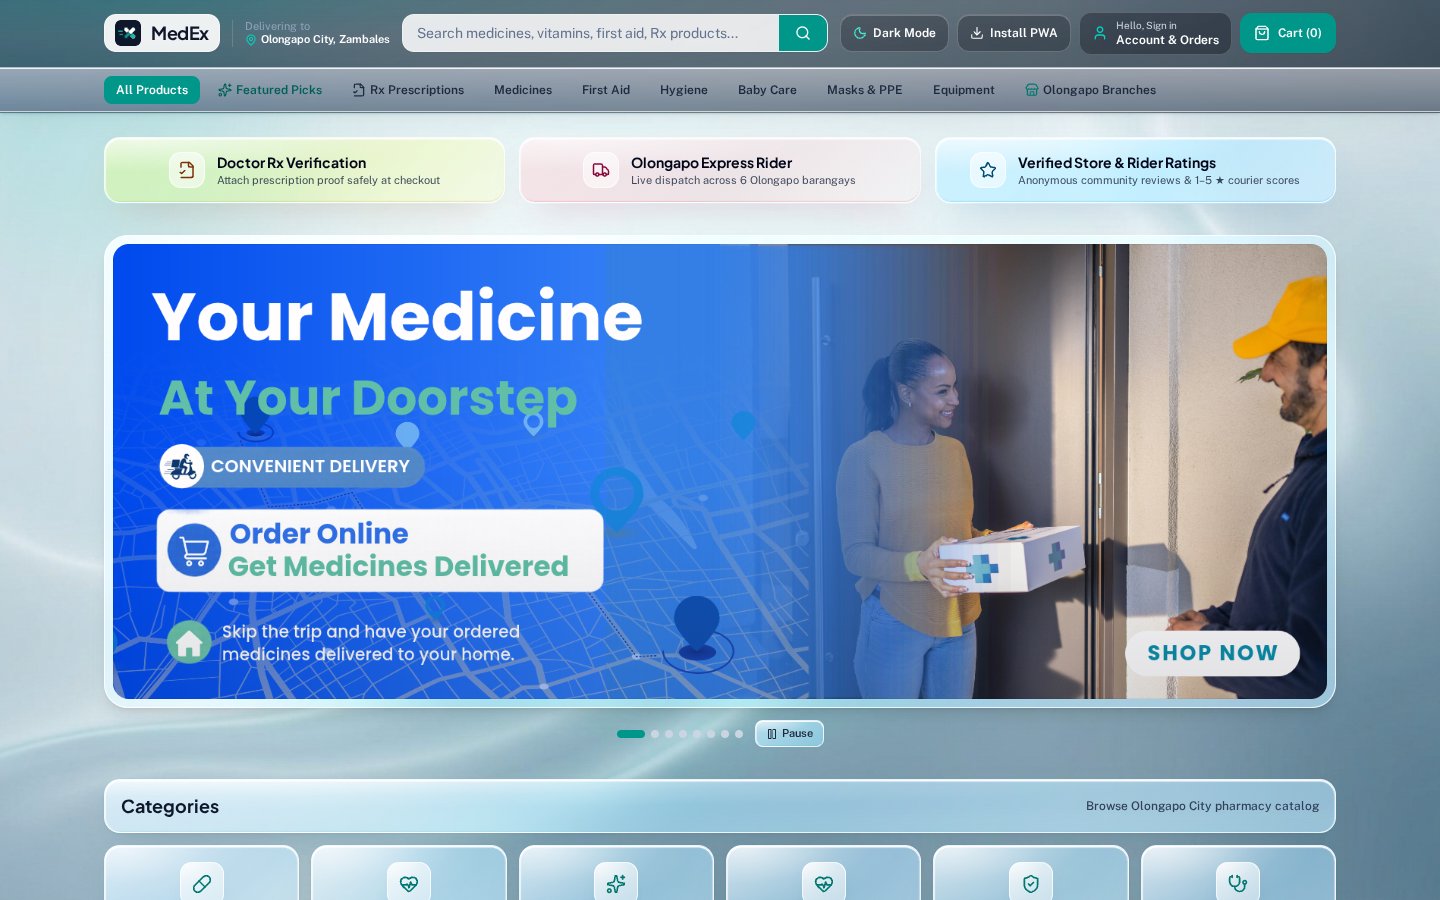 MedEx
Delivering to
Olongapo City, Zambales
Search medicines, vitamins, first aid, Rx products...
Dark Mode
Install PWA
Hello, Sign in
Account & Orders
Cart (0)
All Products
Featured Picks
Rx Prescriptions
Medicines
First Aid
Hygiene
Baby Care
Masks & PPE
Equipment
Olongapo Branches
Doctor Rx Verification
Attach prescription proof safely at checkout
Olongapo Express Rider
Live dispatch across 6 Olongapo barangays
Verified Store & Rider Ratings
Anonymous community reviews & 1–5 ★ courier scores
Your Medicine
At Your Doorstep
CONVENIENT DELIVERY
Order Online
Get Medicines Delivered
Skip the trip and have your ordered
medicines delivered to your home.
SHOP NOW
Pause
Categories
Browse Olongapo City pharmacy catalog